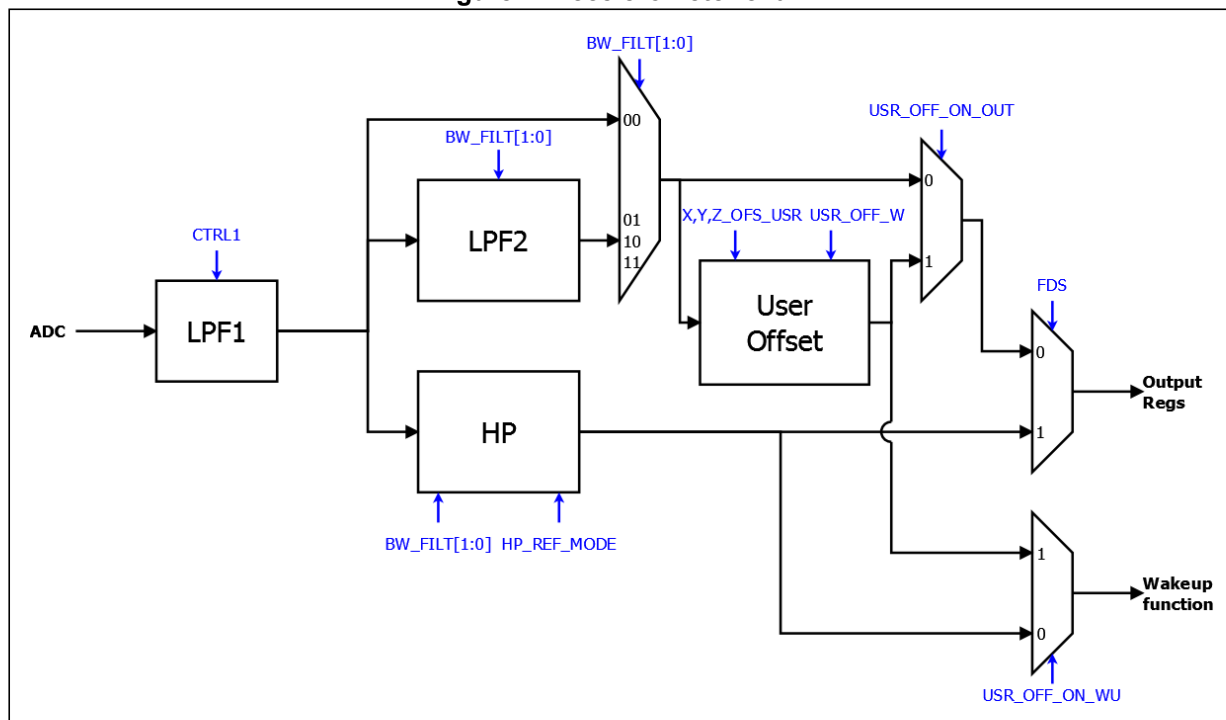 BW_FILT[1:0]
00
01
10
11
BW_FILT[1:0]
LPF2
CTRL1
LPF1
ADC
HP
BW_FILT[1:0] HP_REF_MODE
X,Y,Z_OFS_USR USR_OFF_W
User
Offset
USR_OFF_ON_OUT
0
1
FDS
0
1
Output
Regs
1
0
Wakeup
function
USR_OFF_ON_WU